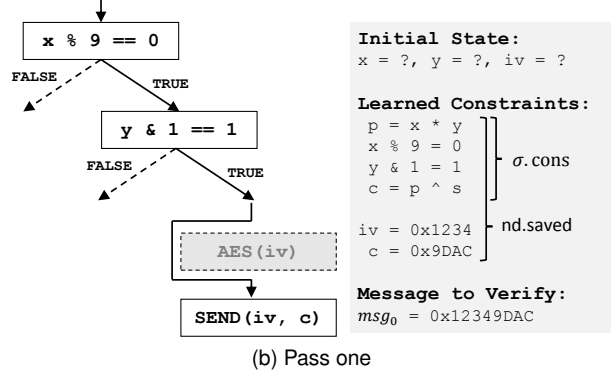 x % 9 == 0
FALSE
TRUE
y & 1 == 1
FALSE
TRUE
AES(iv)
SEND(iv, c)
Initial State:
x = ?, y = ?, iv = ?
Learned Constraints:
p = x * y
x % 9 = 0
y & 1 = 1
c = p ^ s
σ.cons
iv = 0x1234
c = 0x9DAC
nd.saved
Message to Verify:
msg₀ = 0x12349DAC
(b) Pass one